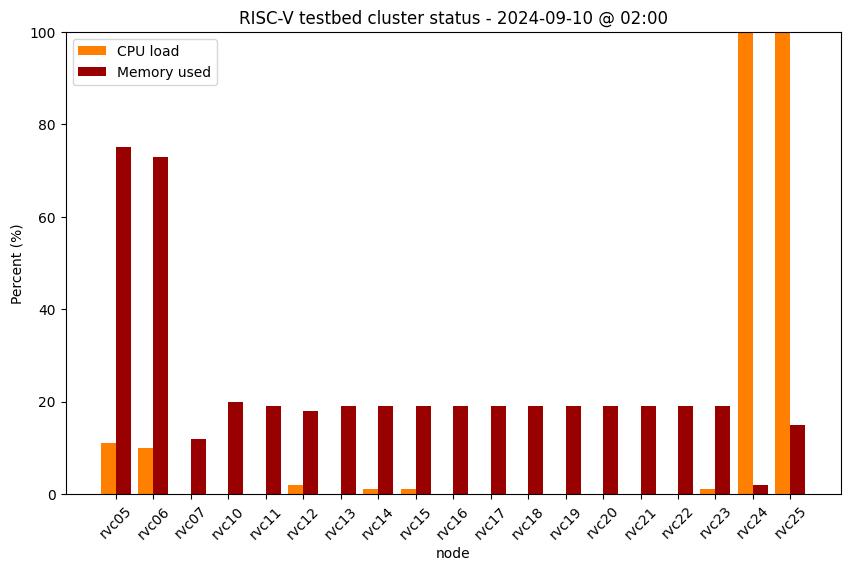 RISC-V testbed cluster status - 2024-09-10 @ 02:00
CPU load
Memory used
Percent (%)
100
80
60
40
20
0
rvc05 rvc06 rvc07 rvc10 rvc11 rvc12 rvc13 rvc14 rvc15 rvc16 rvc17 rvc18 rvc19 rvc20 rvc21 rvc22 rvc23 rvc24 rvc25
node